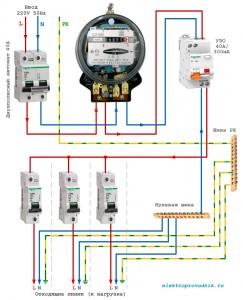 Ввод
220V 50Hz
L
N
PE
Двухполюсный автомат 40А
УЗО
40А/
300мА
Шина PE
Нулевая шина
L N
L N
L N
Отходящие линии (к нагрузке)
elektroprovodnik.ru